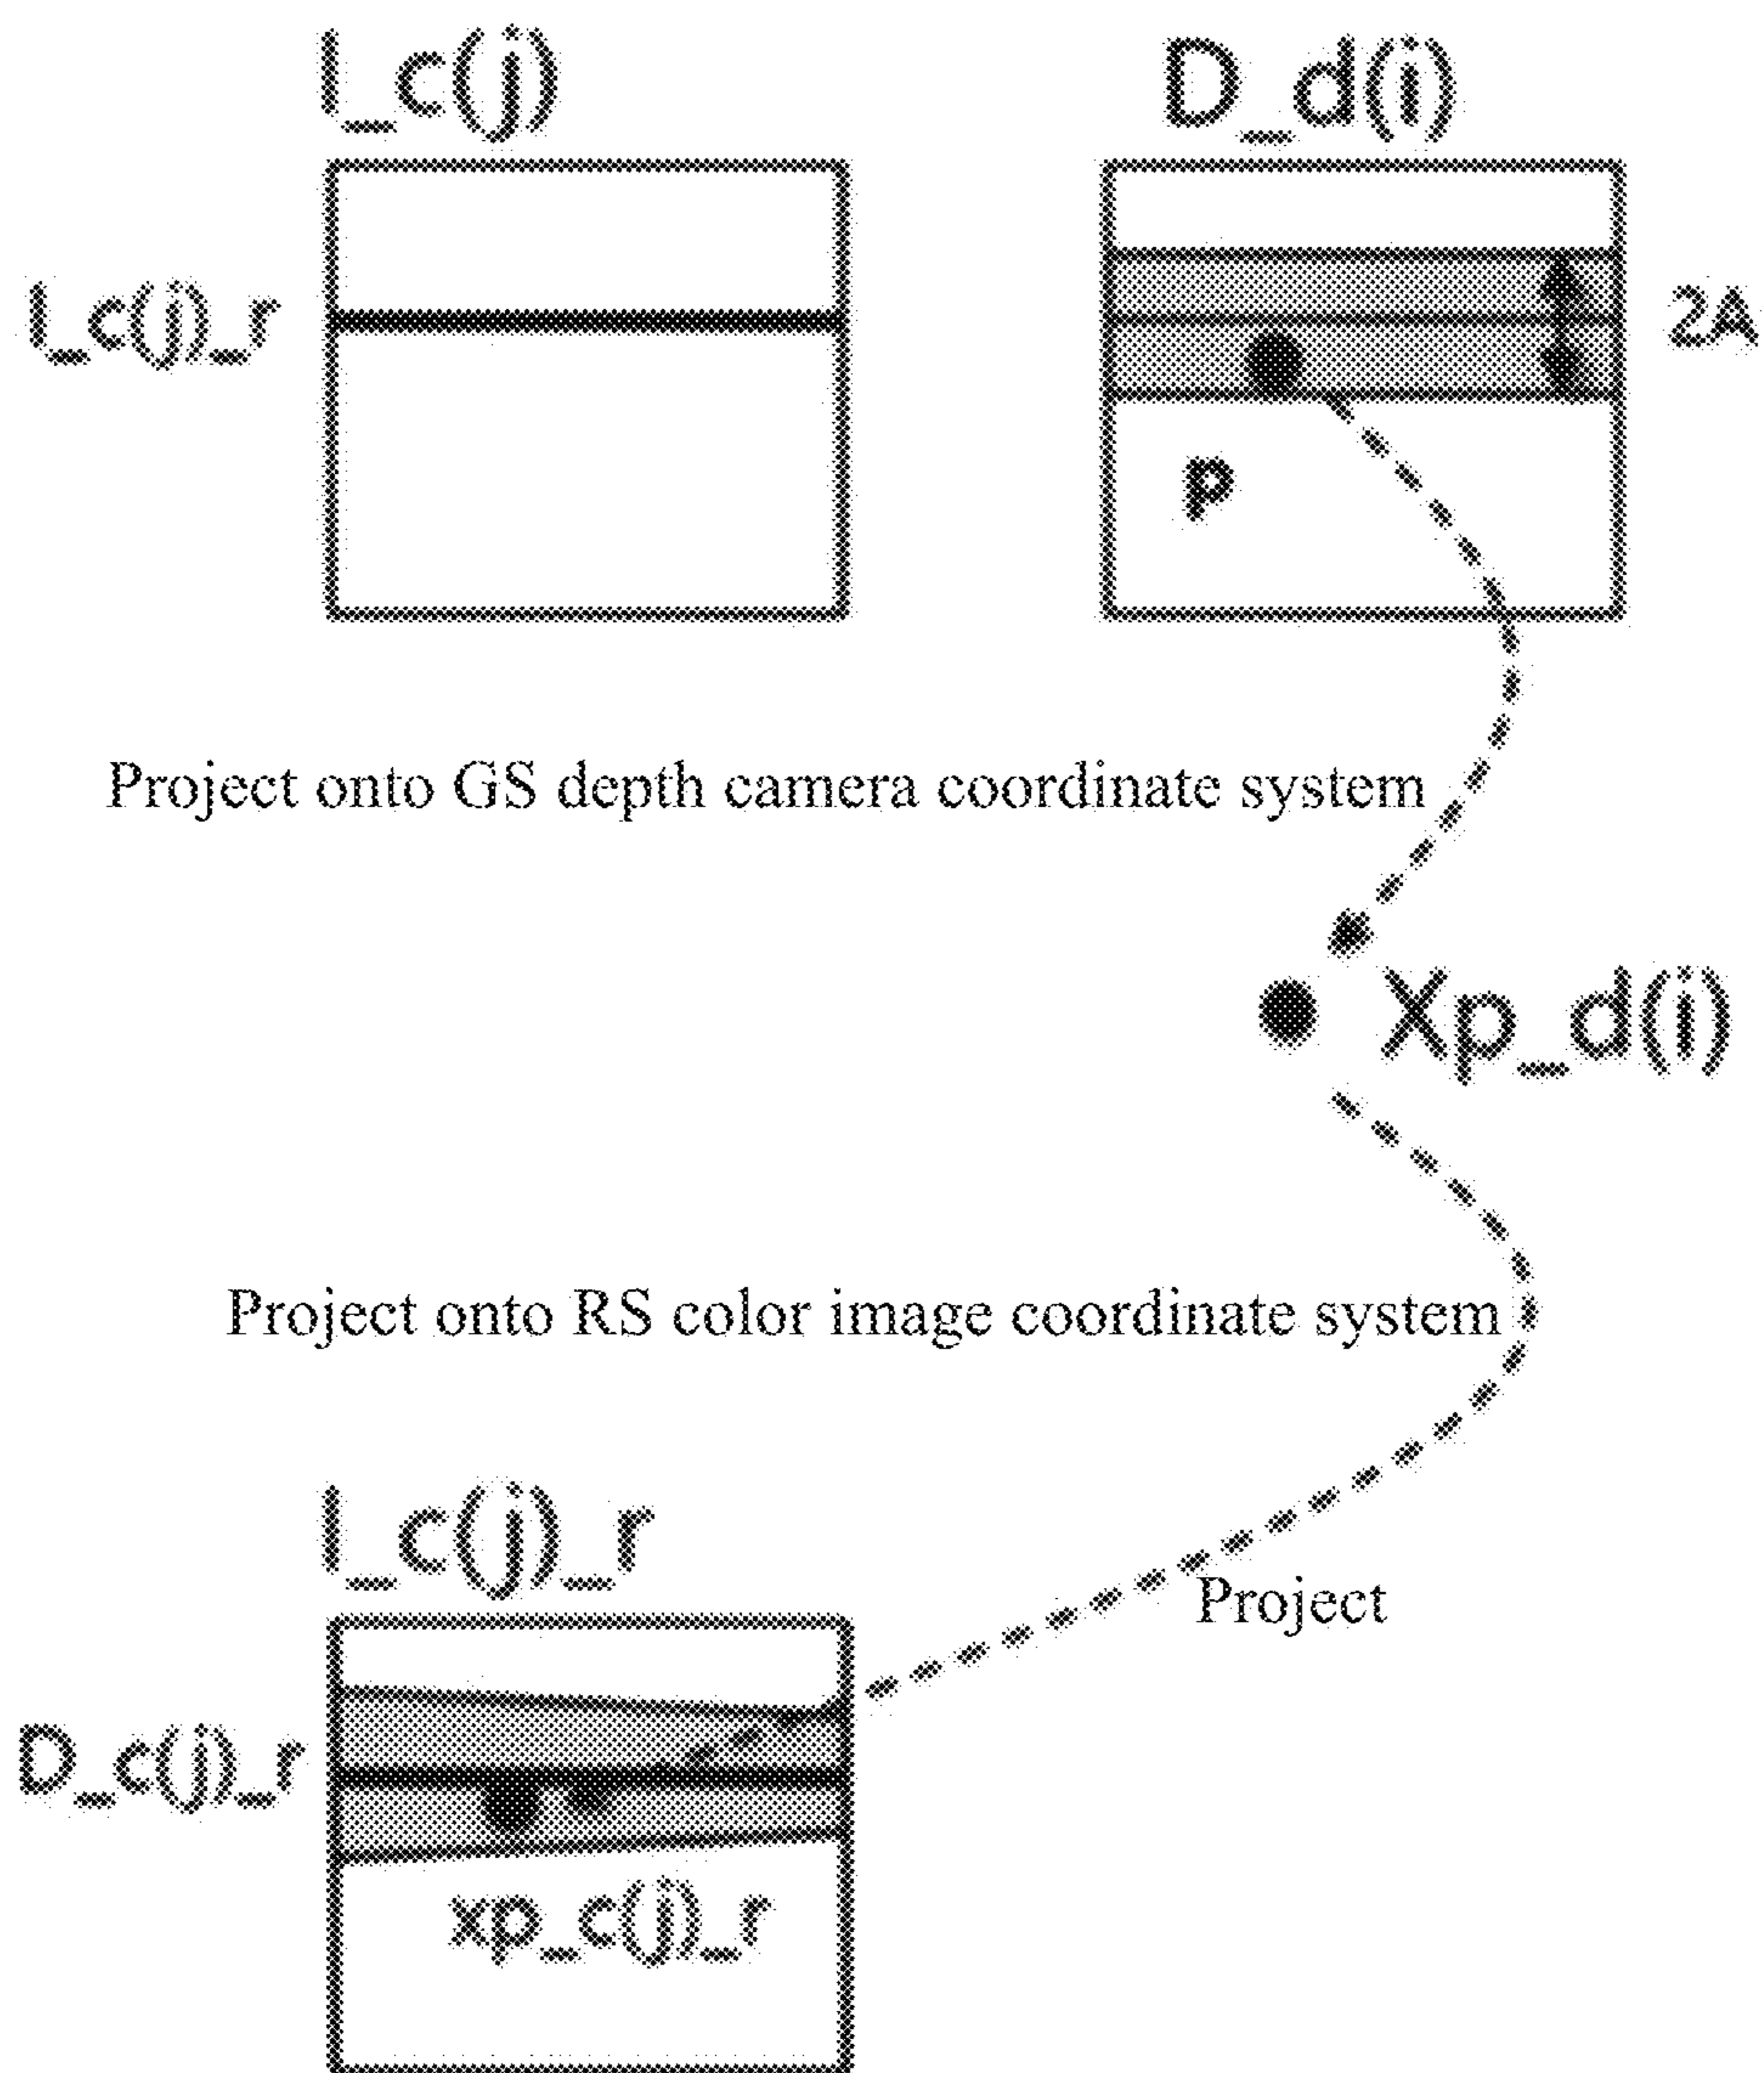 I_c(j)
D_d(i)
I_c(j)_r
2A
p
Project onto GS depth camera coordinate system
Xp_d(i)
Project onto RS color image coordinate system
I_c(j)_r
Project
D_c(j)_r
xp_c(j)_r